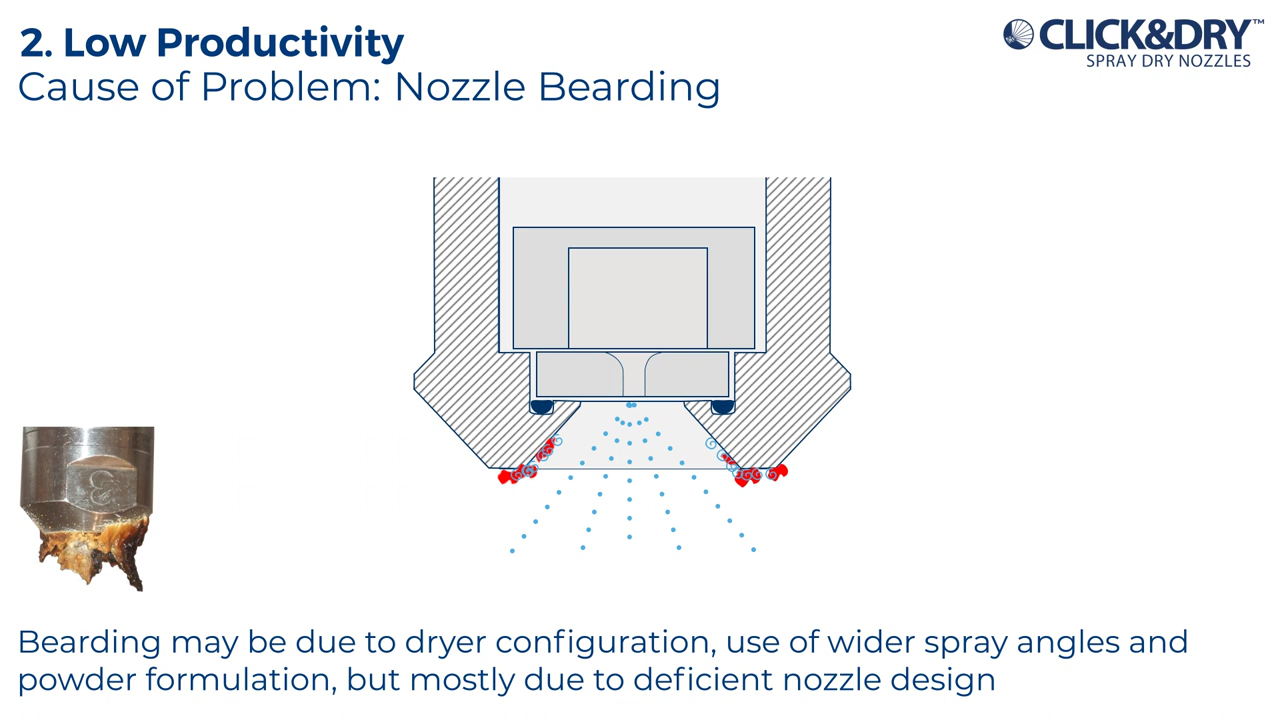 2. Low Productivity
Cause of Problem: Nozzle Bearding
CLICK&DRY™
SPRAY DRY NOZZLES
Bearding may be due to dryer configuration, use of wider spray angles and
powder formulation, but mostly due to deficient nozzle design